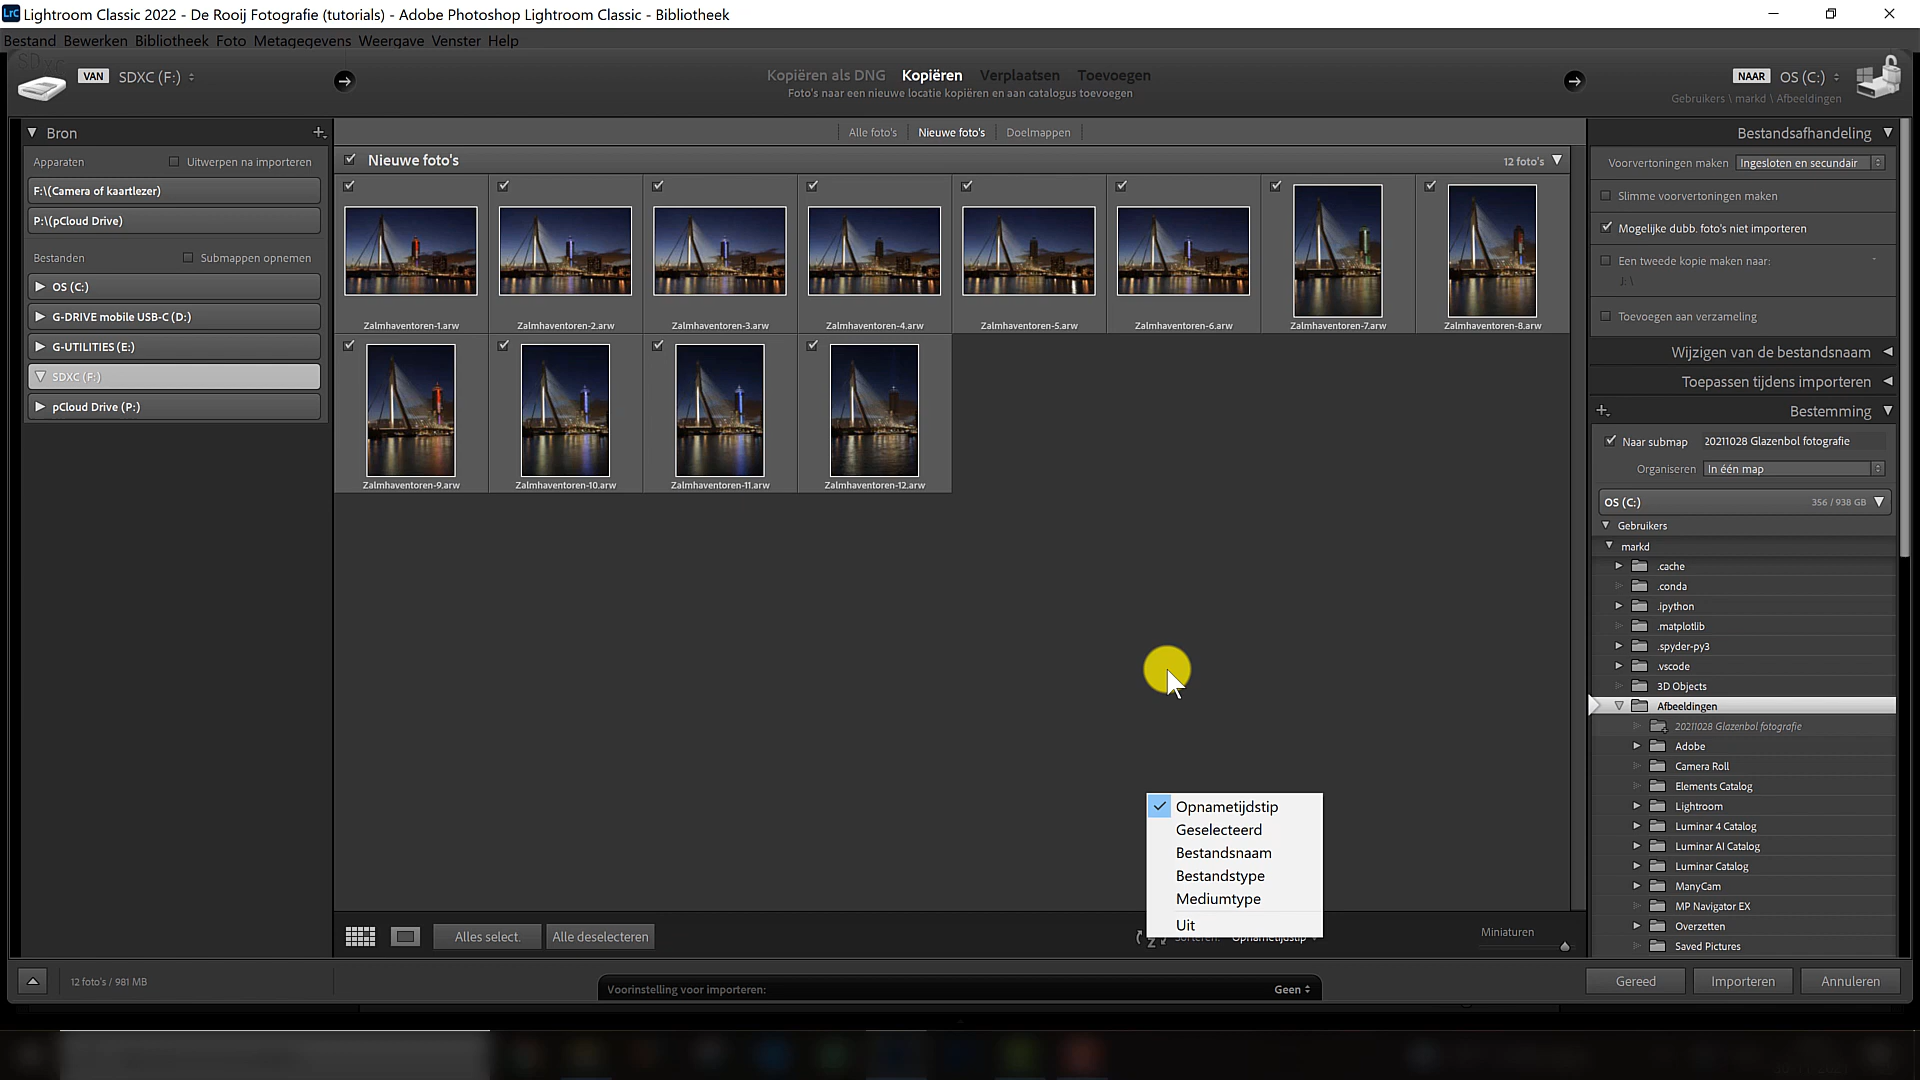 Lightroom Classic 2022 - De Rooij Fotografie (tutorials) - Adobe Photoshop Lightroom Classic - Bibliotheek
Bestand Bewerken Bibliotheek Foto Metagegevens Weergave Venster Help
VAN SDXC (F:)
Kopiëren als DNG Kopiëren Verplaatsen Toevoegen
Foto's naar een nieuwe locatie kopiëren en aan catalogus toevoegen
NAAR OS (C:)
Gebruikers \ markd \ Afbeeldingen
Bron
Apparaten Uitwerpen na importeren
F:\(Camera of kaartlezer)
P:\(pCloud Drive)
Bestanden Submappen opnemen
OS (C:)
G-DRIVE mobile USB-C (D:)
G-UTILITIES (E:)
SDXC (F:)
pCloud Drive (P:)
Alle foto's Nieuwe foto's Doelmappen
Nieuwe foto's 12 foto's
Zalmhaventoren-1.arw Zalmhaventoren-2.arw Zalmhaventoren-3.arw Zalmhaventoren-4.arw Zalmhaventoren-5.arw Zalmhaventoren-6.arw Zalmhaventoren-7.arw Zalmhaventoren-8.arw
Zalmhaventoren-9.arw Zalmhaventoren-10.arw Zalmhaventoren-11.arw Zalmhaventoren-12.arw
Opnametijdstip
Geselecteerd
Bestandsnaam
Bestandstype
Mediumtype
Uit
Alles select. Alle deselecteren Sorteren: Opnametijdstip Miniaturen
Bestandsafhandeling
Voorvertoningen maken Ingesloten en secundair
Slimme voorvertoningen maken
Mogelijke dubb. foto's niet importeren
Een tweede kopie maken naar:
J:\
Toevoegen aan verzameling
Wijzigen van de bestandsnaam
Toepassen tijdens importeren
Bestemming
Naar submap 20211028 Glazenbol fotografie
Organiseren In één map
OS (C:) 356 / 938 GB
Gebruikers
markd
.cache
.conda
.ipython
.matplotlib
.spyder-py3
.vscode
3D Objects
Afbeeldingen
20211028 Glazenbol fotografie
Adobe
Camera Roll
Elements Catalog
Lightroom
Luminar 4 Catalog
Luminar AI Catalog
Luminar Catalog
ManyCam
MP Navigator EX
Overzetten
Saved Pictures
12 foto's / 981 MB
Voorinstelling voor importeren: Geen
Gereed Importeren Annuleren